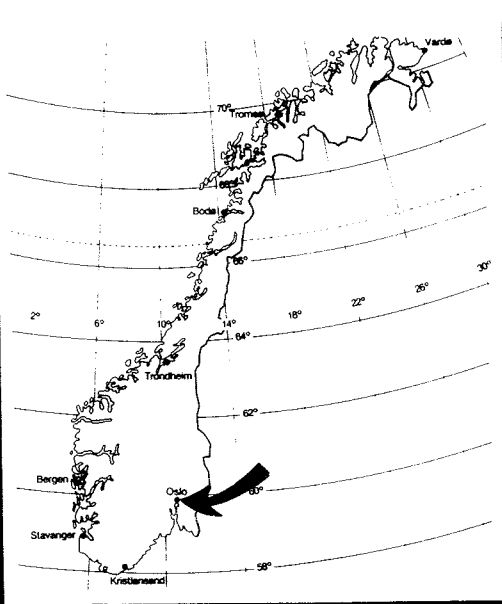 Vardø
70°
Tromsø
68°
Bodø
66°
30°
26°
22°
18°
2°
6°
10°
14°
64°
Trondheim
62°
Bergen
Oslo
60°
Stavanger
58°
Kristiansand